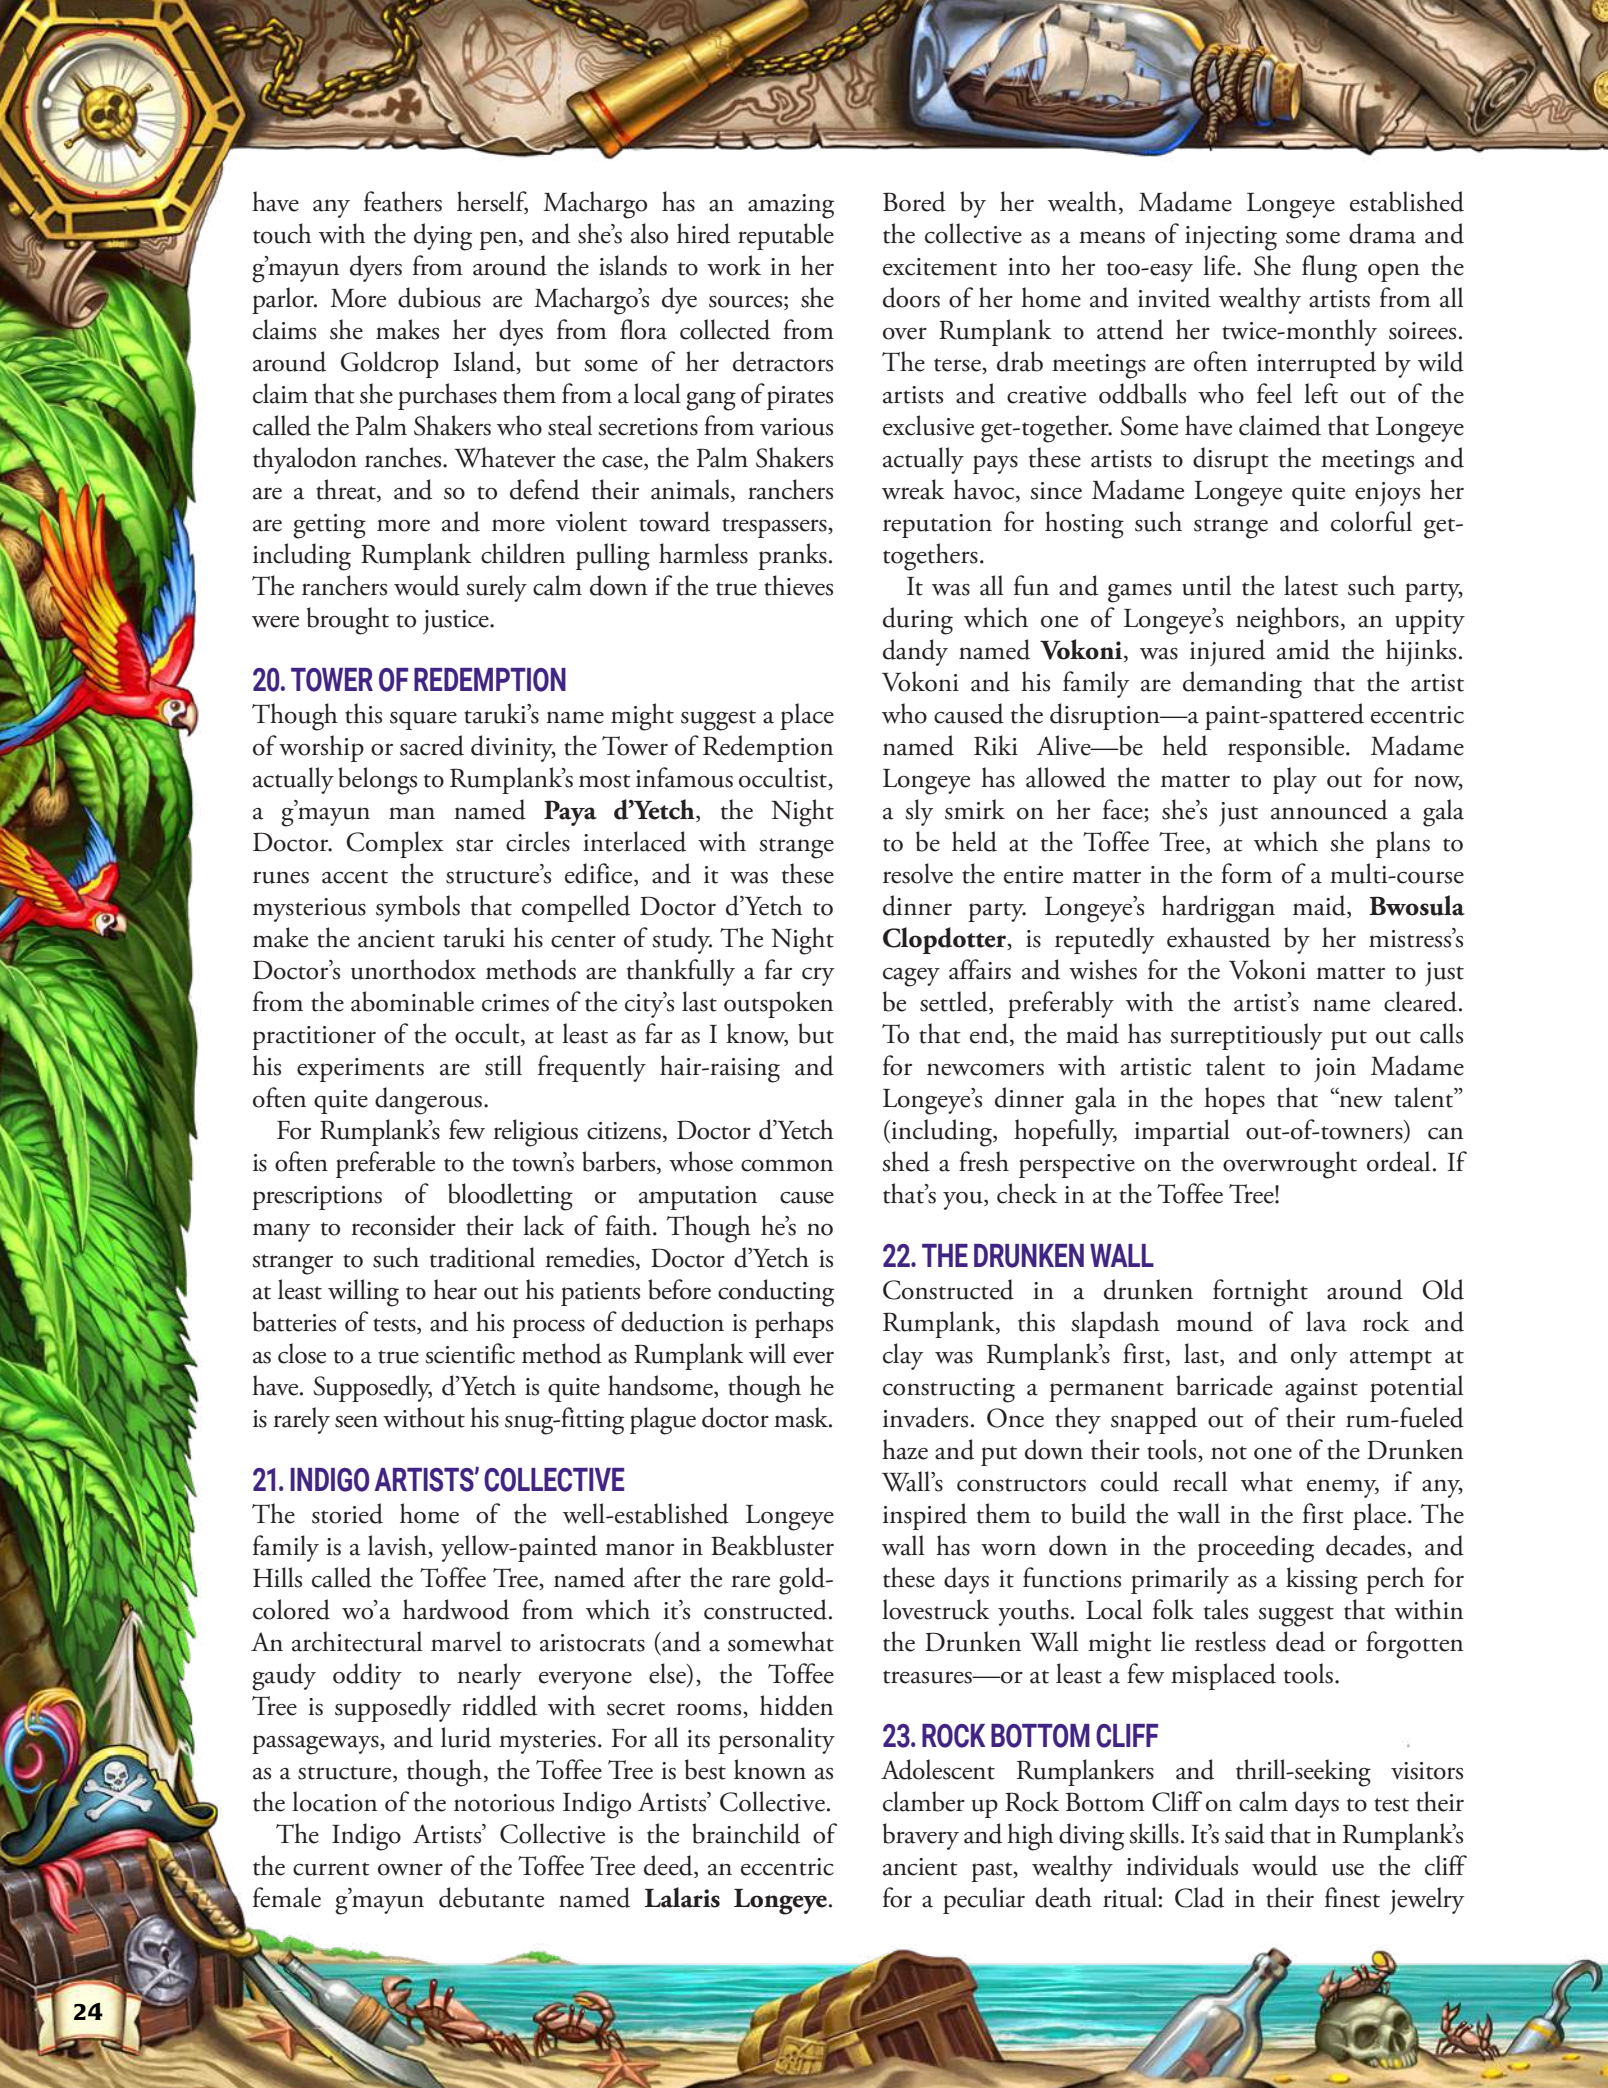 have any feathers herself, Machargo has an amazing
touch with the dying pen, and she's also hired reputable
g'mayun dyers from around the islands to work in her
parlor. More dubious are Machargo's dye sources; she
claims she makes her dyes from flora collected from
around Goldcrop Island, but some of her detractors
claim that she purchases them from a local gang of pirates
called the Palm Shakers who steal secretions from various
thyalodon ranches. Whatever the case, the Palm Shakers
are a threat, and so to defend their animals, ranchers
are getting more and more violent toward trespassers,
including Rumplank children pulling harmless pranks.
The ranchers would surely calm down if the true thieves
were brought to justice.
20. TOWER OF REDEMPTION
Though this square taruki's name might suggest a place
of worship or sacred divinity, the Tower of Redemption
actually belongs to Rumplank's most infamous occultist,
a g'mayun man named Paya d'Yetch, the Night
Doctor. Complex star circles interlaced with strange
runes accent the structure's edifice, and it was these
mysterious symbols that compelled Doctor d'Yetch to
make the ancient taruki his center of study. The Night
Doctor's unorthodox methods are thankfully a far cry
from the abominable crimes of the city's last outspoken
practitioner of the occult, at least as far as I know, but
his experiments are still frequently hair-raising and
often quite dangerous.
For Rumplank's few religious citizens, Doctor d'Yetch
is often preferable to the town's barbers, whose common
prescriptions of bloodletting or amputation cause
many to reconsider their lack of faith. Though he's no
stranger to such traditional remedies, Doctor d'Yetch is
at least willing to hear out his patients before conducting
batteries of tests, and his process of deduction is perhaps
as close to a true scientific method as Rumplank will ever
have. Supposedly, d'Yetch is quite handsome, though he
is rarely seen without his snug-fitting plague doctor mask.
21. INDIGO ARTISTS' COLLECTIVE
The storied home of the well-established Longeye
family is a lavish, yellow-painted manor in Beakbluster
Hills called the Toffee Tree, named after the rare gold-
colored wo'a hardwood from which it's constructed.
An architectural marvel to aristocrats (and a somewhat
gaudy oddity to nearly everyone else), the Toffee
Tree is supposedly riddled with secret rooms, hidden
passageways, and lurid mysteries. For all its personality
as a structure, though, the Toffee Tree is best known as
the location of the notorious Indigo Artists' Collective.
The Indigo Artists' Collective is the brainchild of
the current owner of the Toffee Tree deed, an eccentric
female g'mayun debutante named Lalaris Longeye.
Bored by her wealth, Madame Longeye established
the collective as a means of injecting some drama and
excitement into her too-easy life. She flung open the
doors of her home and invited wealthy artists from all
over Rumplank to attend her twice-monthly soirees.
The terse, drab meetings are often interrupted by wild
artists and creative oddballs who feel left out of the
exclusive get-together. Some have claimed that Longeye
actually pays these artists to disrupt the meetings and
wreak havoc, since Madame Longeye quite enjoys her
reputation for hosting such strange and colorful get-
togethers.
It was all fun and games until the latest such party,
during which one of Longeye's neighbors, an uppity
dandy named Vokoni, was injured amid the hijinks.
Vokoni and his family are demanding that the artist
who caused the disruption—a paint-spattered eccentric
named Riki Alive—be held responsible. Madame
Longeye has allowed the matter to play out for now,
a sly smirk on her face; she's just announced a gala
to be held at the Toffee Tree, at which she plans to
resolve the entire matter in the form of a multi-course
dinner party. Longeye's hardriggan maid, Bwosula
Clopdotter, is reputedly exhausted by her mistress's
cagey affairs and wishes for the Vokoni matter to just
be settled, preferably with the artist's name cleared.
To that end, the maid has surreptitiously put out calls
for newcomers with artistic talent to join Madame
Longeye's dinner gala in the hopes that "new talent"
(including, hopefully, impartial out-of-towners) can
shed a fresh perspective on the overwrought ordeal. If
that's you, check in at the Toffee Tree!
22. THE DRUNKEN WALL
Constructed in a drunken fortnight around Old
Rumplank, this slapdash mound of lava rock and
clay was Rumplank's first, last, and only attempt at
constructing a permanent barricade against potential
invaders. Once they snapped out of their rum-fueled
haze and put down their tools, not one of the Drunken
Wall's constructors could recall what enemy, if any,
inspired them to build the wall in the first place. The
wall has worn down in the proceeding decades, and
these days it functions primarily as a kissing perch for
lovestruck youths. Local folk tales suggest that within
the Drunken Wall might lie restless dead or forgotten
treasures—or at least a few misplaced tools.
23. ROCK BOTTOM CLIFF
Adolescent Rumplankers and thrill-seeking visitors
clamber up Rock Bottom Cliff on calm days to test their
bravery and high diving skills. It's said that in Rumplank's
ancient past, wealthy individuals would use the cliff
for a peculiar death ritual: Clad in their finest jewelry
24